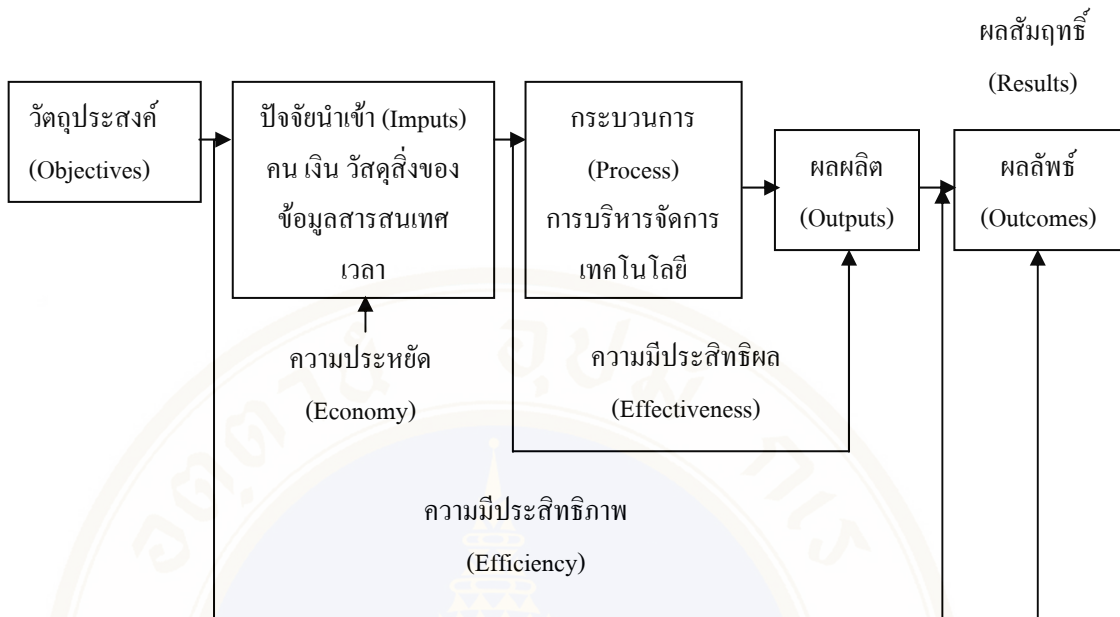 ผลสัมฤทธิ์
(Results)
วัตถุประสงค์
(Objectives)
ปัจจัยนำเข้า (Imputs)
คน เงิน วัสดุสิ่งของ
ข้อมูลสารสนเทศ
เวลา
กระบวนการ
(Process)
การบริหารจัดการ
เทคโนโลยี
ผลผลิต
(Outputs)
ผลลัพธ์
(Outcomes)
ความประหยัด
(Economy)
ความมีประสิทธิผล
(Effectiveness)
ความมีประสิทธิภาพ
(Efficiency)